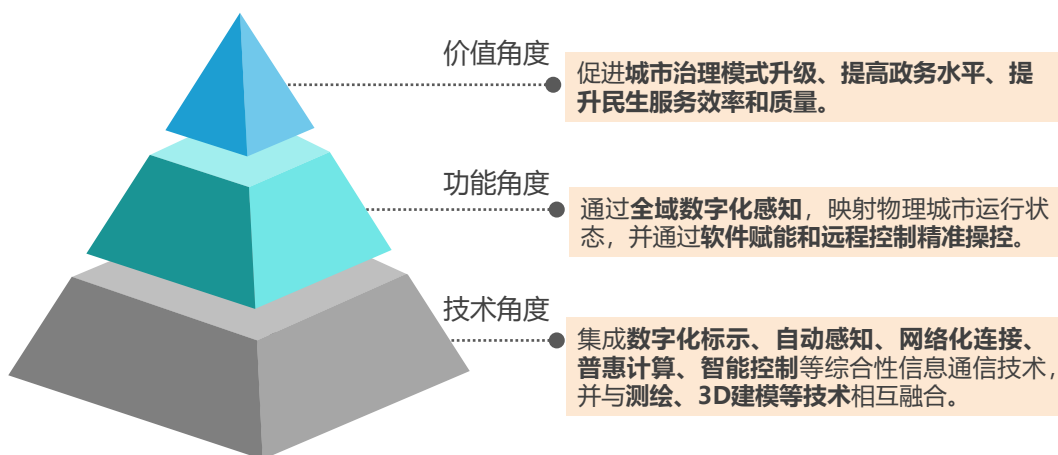 价值角度
促进城市治理模式升级、提高政务水平、提
升民生服务效率和质量。
功能角度
通过全域数字化感知，映射物理城市运行状
态，并通过软件赋能和远程控制精准操控。
技术角度
集成数字化标示、自动感知、网络化连接、
普惠计算、智能控制等综合性信息通信技术，
并与测绘、3D建模等技术相互融合。